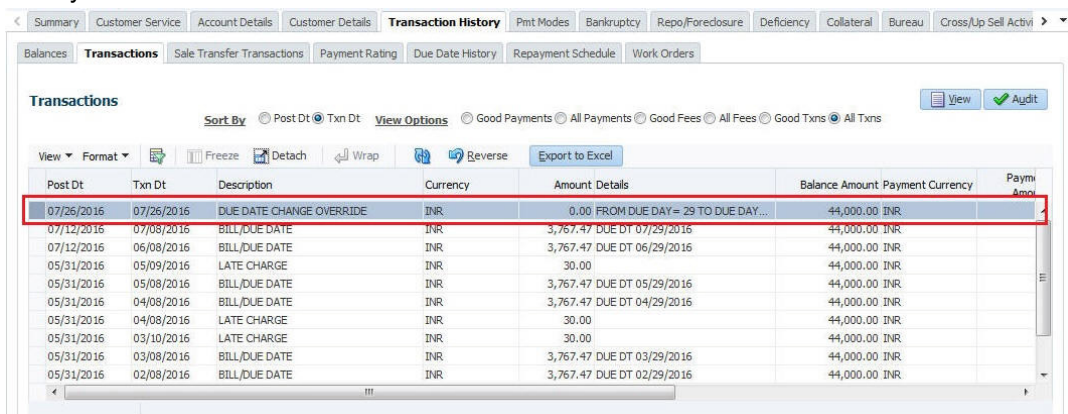 Summary Customer Service Account Details Customer Details Transaction History Pmt Modes Bankruptcy Repo/Foreclosure Deficiency Collateral Bureau Cross/Up Sell Activi
Balances Transactions Sale Transfer Transactions Payment Rating Due Date History Repayment Schedule Work Orders
Transactions View Audit
Sort By Post Dt Txn Dt View Options Good Payments All Payments Good Fees All Fees Good Txns All Txns
View Format Freeze Detach Wrap Reverse Export to Excel
Post Dt Txn Dt Description Currency Amount Details Balance Amount Payment Currency
07/26/2016 07/26/2016 DUE DATE CHANGE OVERRIDE INR 0.00 FROM DUE DAY= 29 TO DUE DAY... 44,000.00 INR
07/12/2016 07/08/2016 BILL/DUE DATE INR 3,767.47 DUE DT 07/29/2016 44,000.00 INR
07/12/2016 06/08/2016 BILL/DUE DATE INR 3,767.47 DUE DT 06/29/2016 44,000.00 INR
05/31/2016 05/09/2016 LATE CHARGE INR 30.00 44,000.00 INR
05/31/2016 05/08/2016 BILL/DUE DATE INR 3,767.47 DUE DT 05/29/2016 44,000.00 INR
05/31/2016 04/08/2016 BILL/DUE DATE INR 3,767.47 DUE DT 04/29/2016 44,000.00 INR
05/31/2016 04/08/2016 LATE CHARGE INR 30.00 44,000.00 INR
05/31/2016 03/10/2016 LATE CHARGE INR 30.00 44,000.00 INR
05/31/2016 03/08/2016 BILL/DUE DATE INR 3,767.47 DUE DT 03/29/2016 44,000.00 INR
05/31/2016 02/08/2016 BILL/DUE DATE INR 3,767.47 DUE DT 02/29/2016 44,000.00 INR